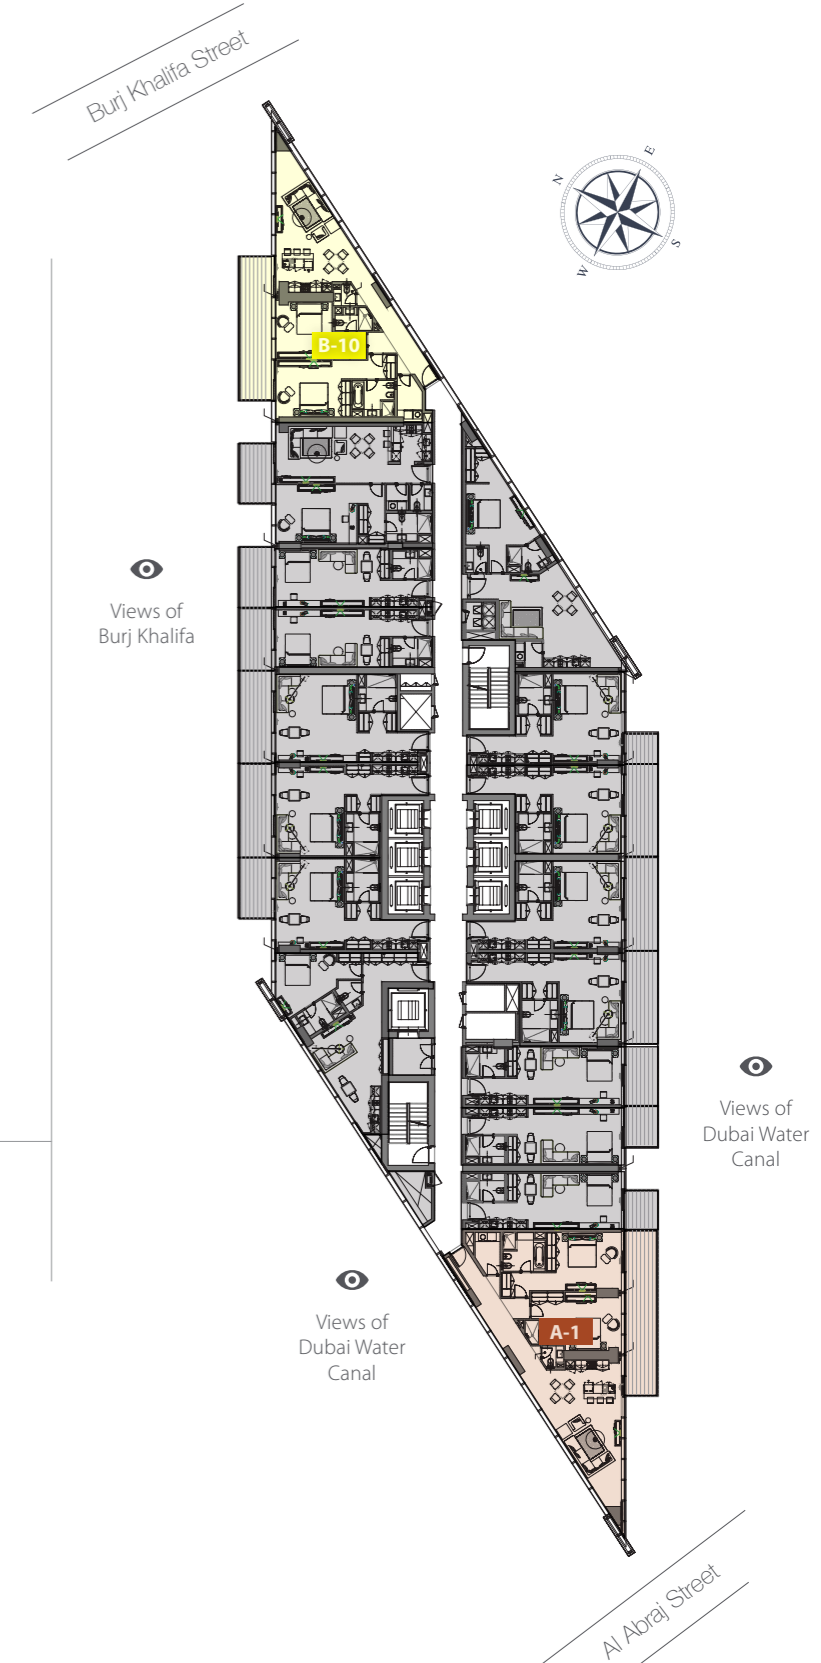 Burj Khalifa Street
E
N
S
W
B-10
Views of
Burj Khalifa
Views of
Dubai Water
Canal
Views of
Dubai Water
Canal
A-1
Al Abraj Street